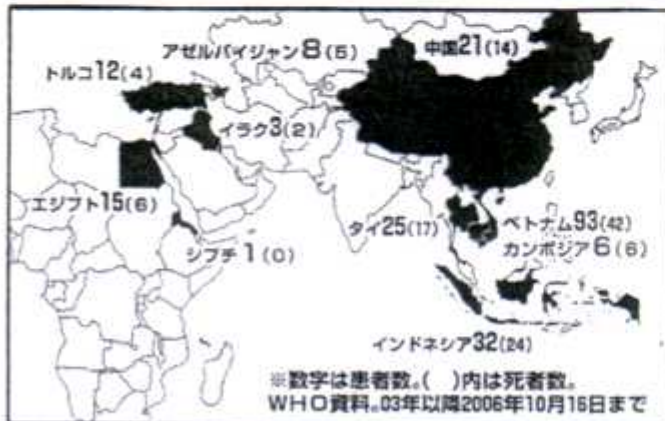 アゼルバイジャン8(5)
中国21(14)
トルコ12(4)
イラク3(2)
エジプト15(6)
ジブチ1(0)
タイ25(17)
ベトナム93(42)
カンボジア6(6)
インドネシア32(24)
※数字は患者数。( )内は死者数。
WHO資料。03年以降2006年10月16日まで